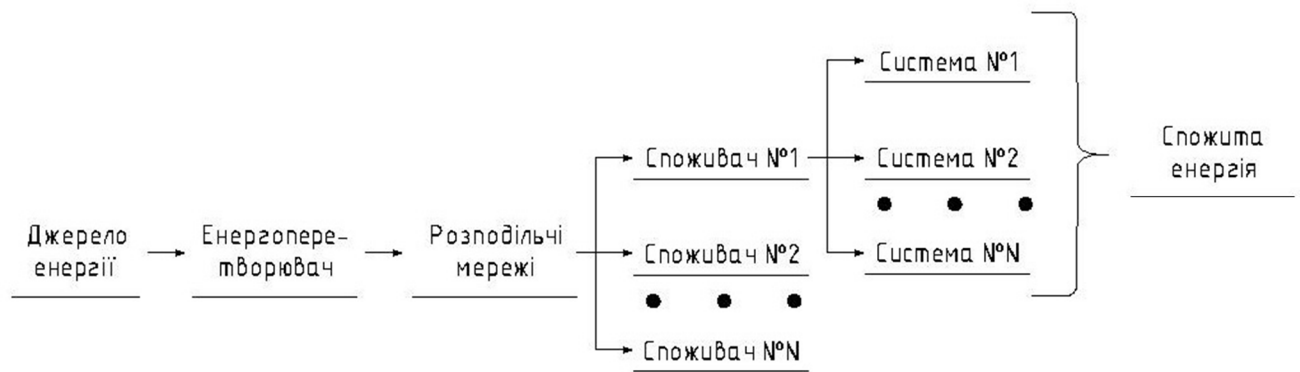 Джерело
енергії
Енергопере-
творювач
Розподільчі
мережі
Споживач №1
Споживач №2
Споживач №N
Система №1
Система №2
Система №N
Спожита
енергія